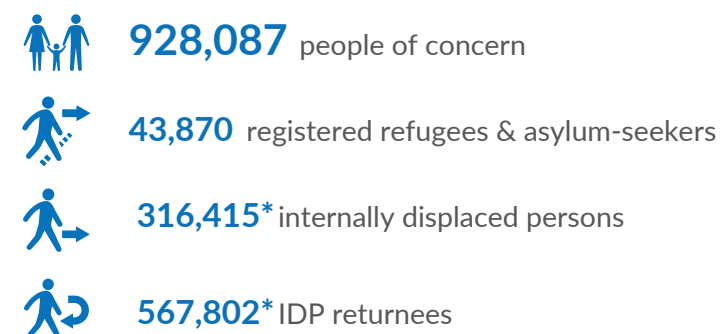 928,087 people of concern
43,870 registered refugees & asylum-seekers
316,415* internally displaced persons
567,802* IDP returnees